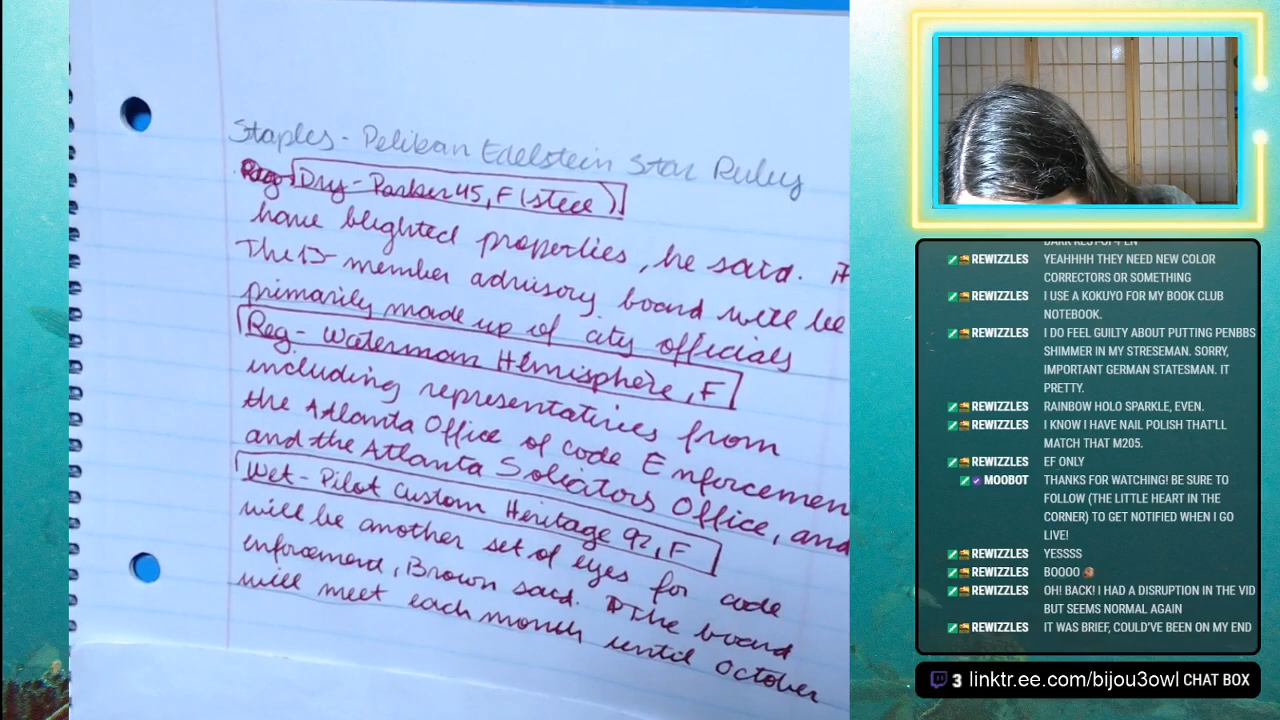 Staples - Pelikan Edelstein Star Ruby
Reg Dry - Parker 45, F (steel)
have blighted properties, he said. #
The 13-member advisory board will be
primarily made up of city officials
Reg - Waterman Hémisphère, F
including representatives from
the Atlanta Office of Code Enforcemen
and the Atlanta Solicitors Office, and
Wet - Pilot Custom Heritage 92, F
will be another set of eyes for code
enforcement, Brown said. # The board
will meet each month until October
DARK REST OF 4 EN
REWIZZLES YEAHHHH THEY NEED NEW COLOR
CORRECTORS OR SOMETHING
REWIZZLES I USE A KOKUYO FOR MY BOOK CLUB
NOTEBOOK.
REWIZZLES I DO FEEL GUILTY ABOUT PUTTING PENBBS
SHIMMER IN MY STRESEMAN. SORRY,
IMPORTANT GERMAN STATESMAN. IT
PRETTY.
REWIZZLES RAINBOW HOLO SPARKLE, EVEN.
REWIZZLES I KNOW I HAVE NAIL POLISH THAT'LL
MATCH THAT M205.
REWIZZLES EF ONLY
MOOBOT THANKS FOR WATCHING! BE SURE TO
FOLLOW (THE LITTLE HEART IN THE
CORNER) TO GET NOTIFIED WHEN I GO
LIVE!
REWIZZLES YESSSS
REWIZZLES BOOOO
REWIZZLES OH! BACK! I HAD A DISRUPTION IN THE VID
BUT SEEMS NORMAL AGAIN
REWIZZLES IT WAS BRIEF, COULD'VE BEEN ON MY END
3 linktr.ee.com/bijou3owl CHAT BOX